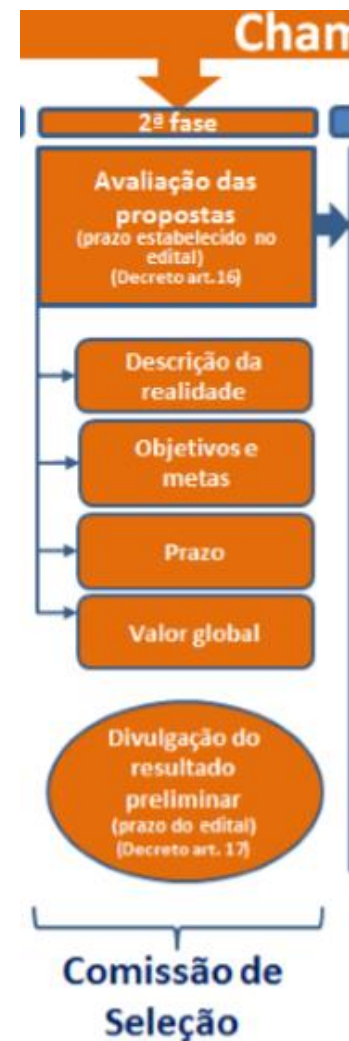 Cham
2ª fase
Avaliação das
propostas
(prazo estabelecido no
edital)
(Decreto art.16)
Descrição da
realidade
Objetivos e
metas
Prazo
Valor global
Divulgação do
resultado
preliminar
(prazo do edital)
(Decreto art. 17)
Comissão de
Seleção